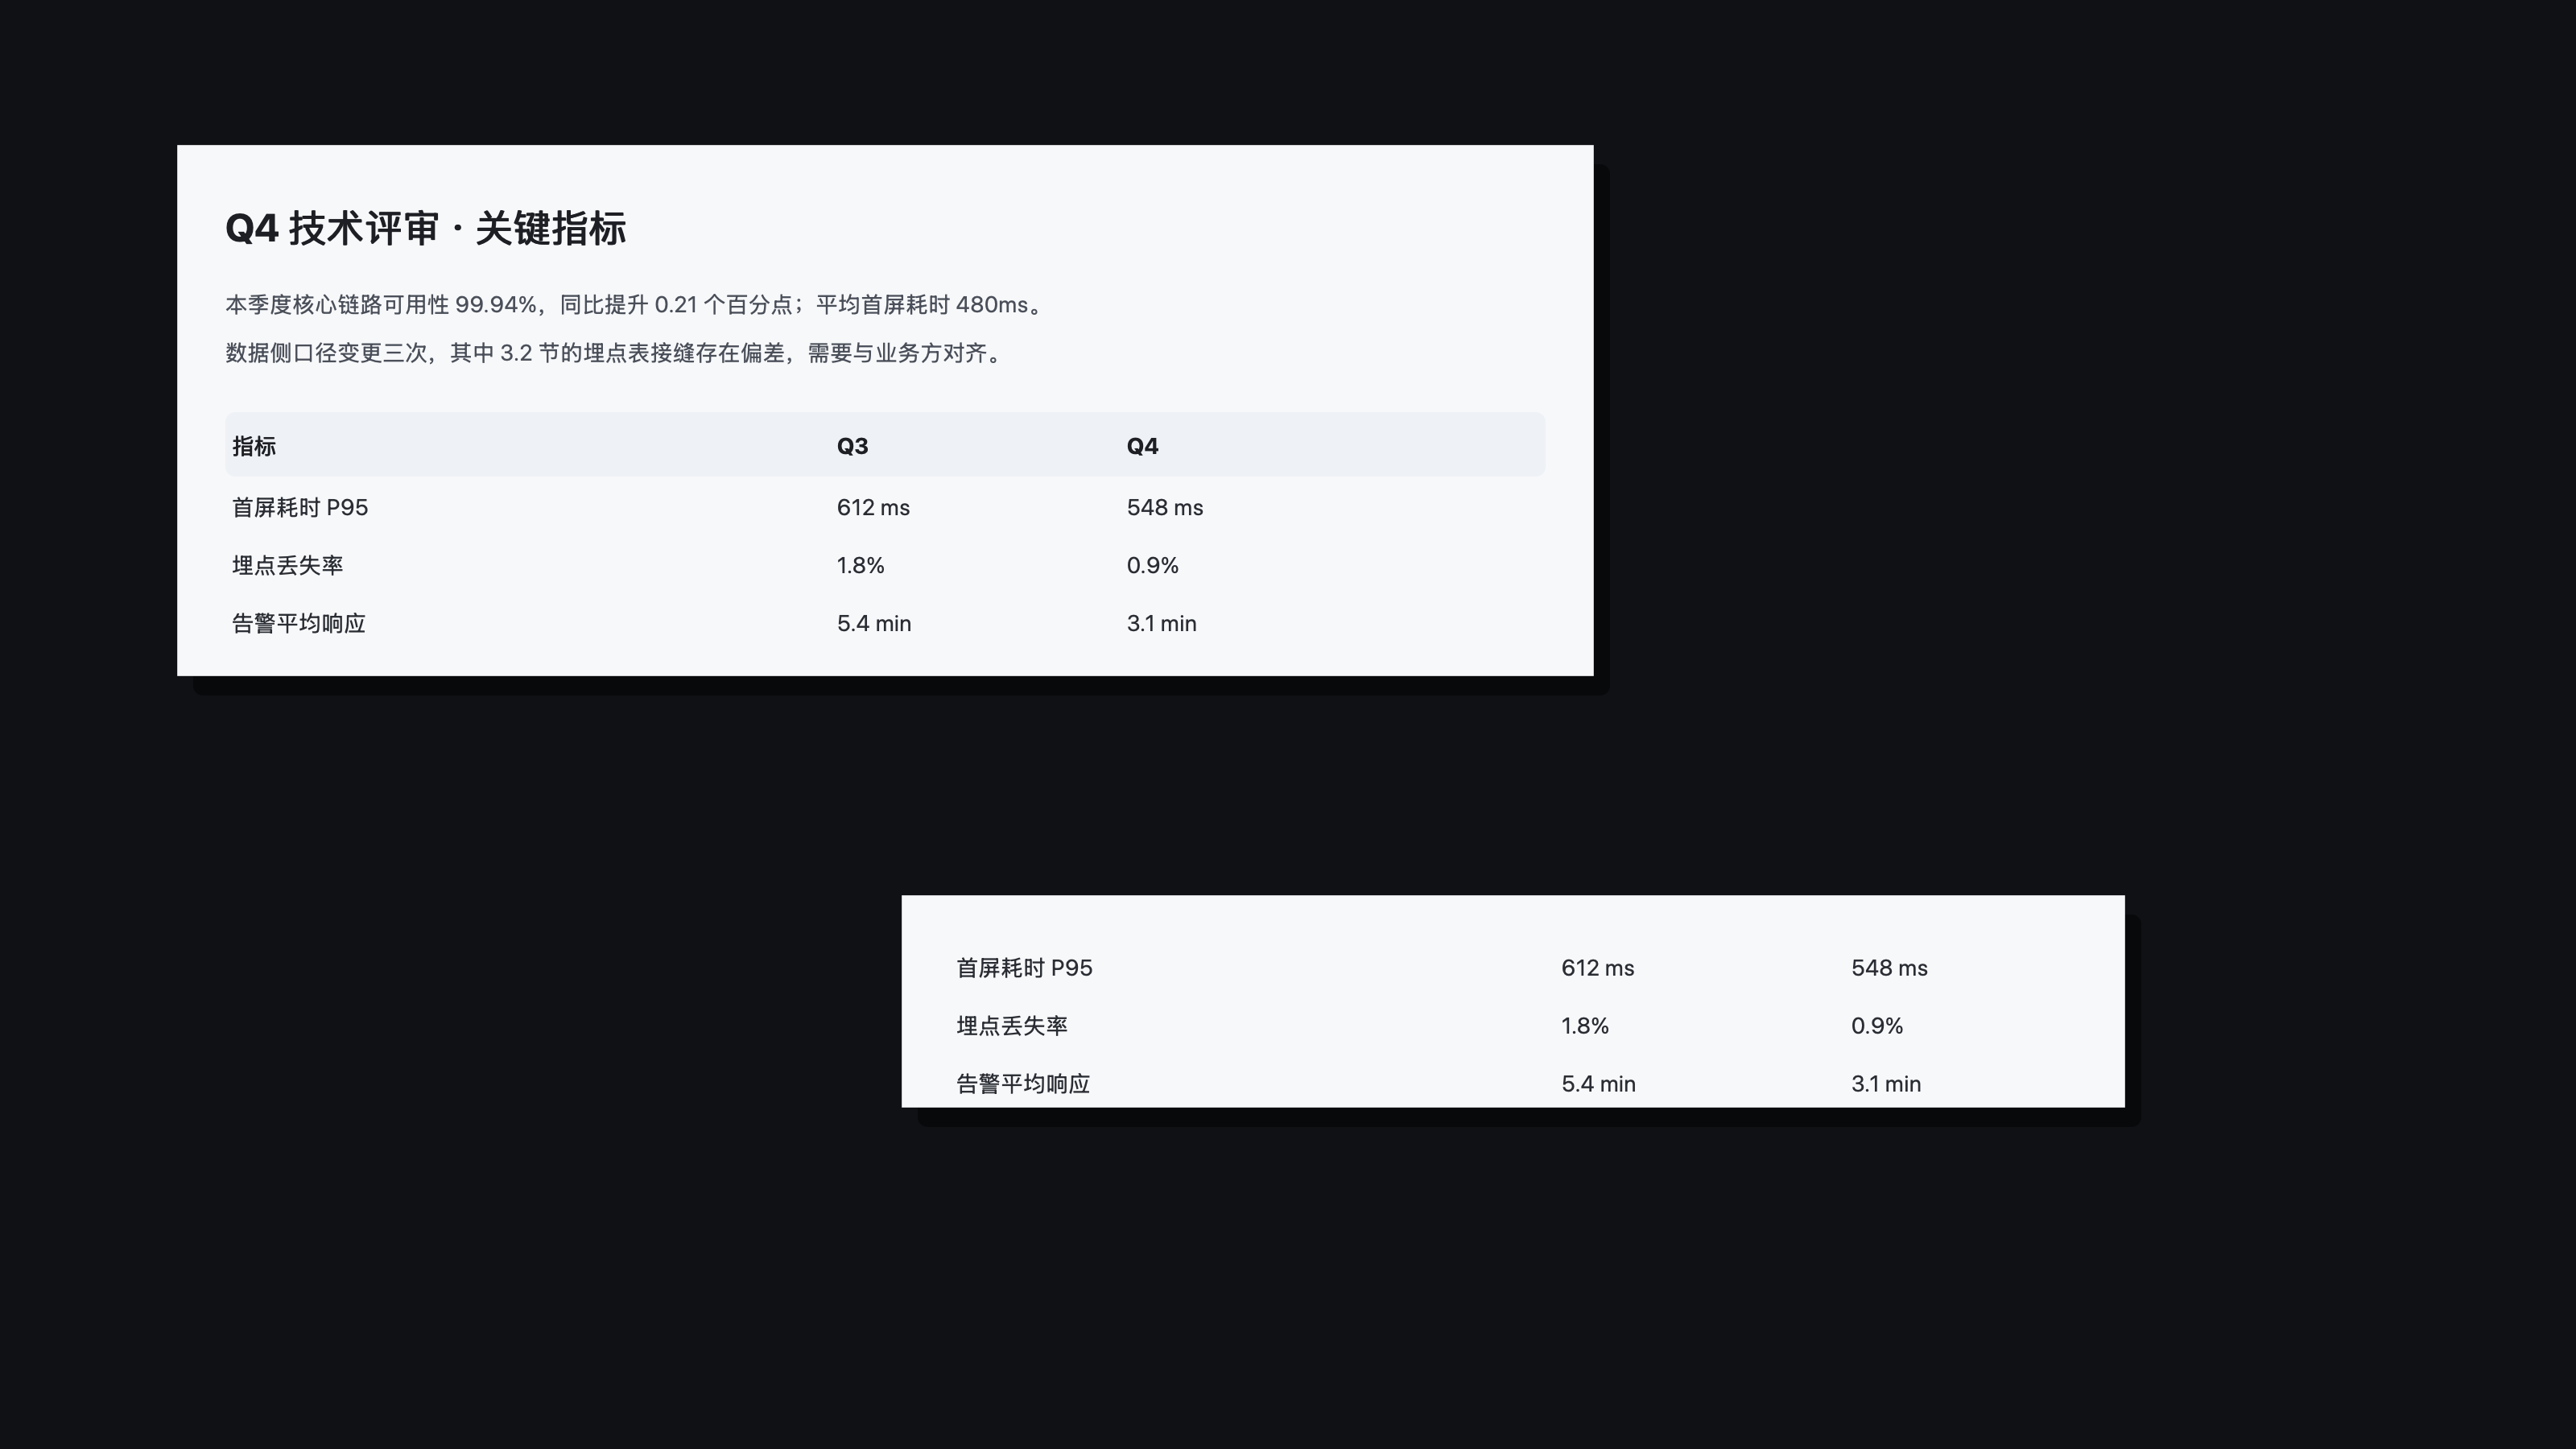 Q4 技术评审 · 关键指标
本季度核心链路可用性 99.94%，同比提升 0.21 个百分点；平均首屏耗时 480ms。
数据侧口径变更三次，其中 3.2 节的埋点表接缝存在偏差，需要与业务方对齐。
指标 Q3 Q4
首屏耗时 P95 612 ms 548 ms
埋点丢失率 1.8% 0.9%
告警平均响应 5.4 min 3.1 min
首屏耗时 P95 612 ms 548 ms
埋点丢失率 1.8% 0.9%
告警平均响应 5.4 min 3.1 min